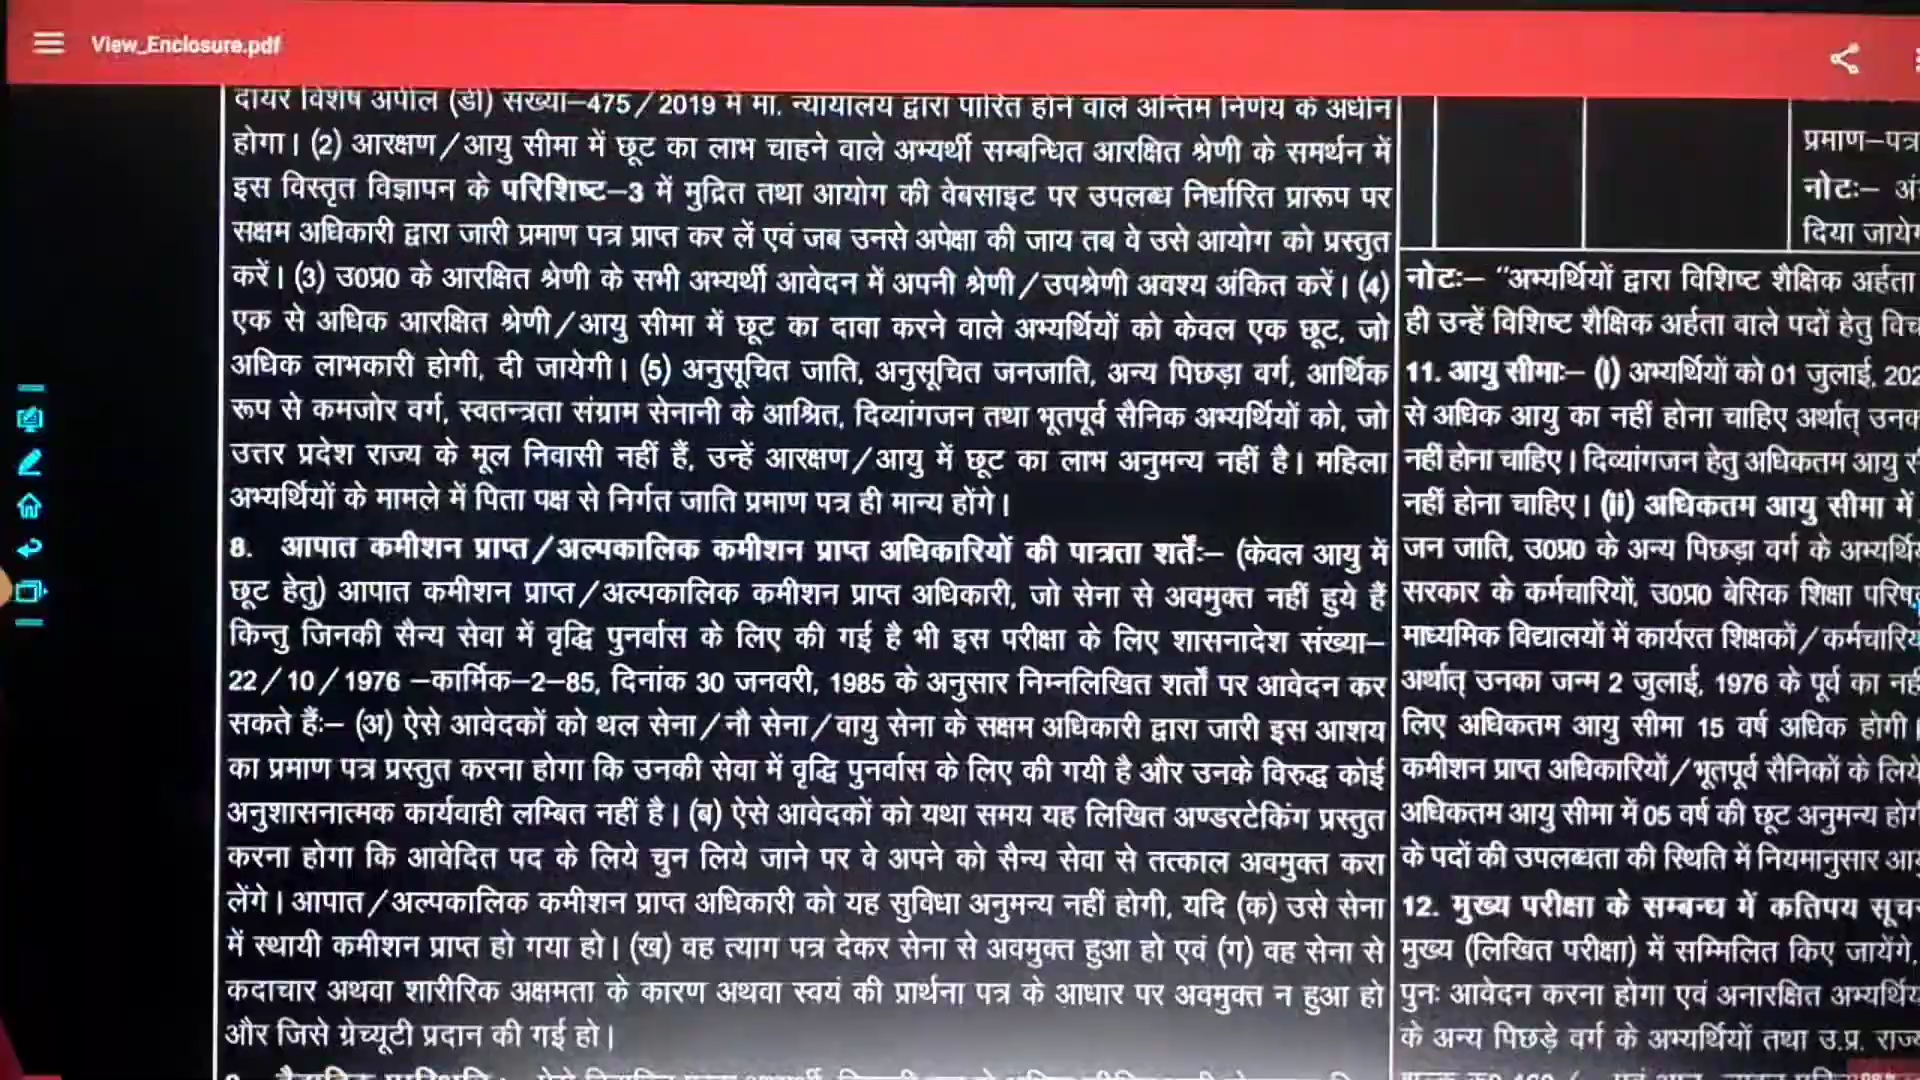 View_Enclosure.pdf
दायर विशेष अपील (डी) संख्या–475/2019 में मा. न्यायालय द्वारा पारित होने वाले अन्तिम निर्णय के अधीन
होगा। (2) आरक्षण/आयु सीमा में छूट का लाभ चाहने वाले अभ्यर्थी सम्बन्धित आरक्षित श्रेणी के समर्थन में
इस विस्तृत विज्ञापन के परिशिष्ट–3 में मुद्रित तथा आयोग की वेबसाइट पर उपलब्ध निर्धारित प्रारूप पर
सक्षम अधिकारी द्वारा जारी प्रमाण पत्र प्राप्त कर लें एवं जब उनसे अपेक्षा की जाय तब वे उसे आयोग को प्रस्तुत
करें। (3) उ0प्र0 के आरक्षित श्रेणी के सभी अभ्यर्थी आवेदन में अपनी श्रेणी/उपश्रेणी अवश्य अंकित करें। (4)
एक से अधिक आरक्षित श्रेणी/आयु सीमा में छूट का दावा करने वाले अभ्यर्थियों को केवल एक छूट, जो
अधिक लाभकारी होगी, दी जायेगी। (5) अनुसूचित जाति, अनुसूचित जनजाति, अन्य पिछड़ा वर्ग, आर्थिक
रूप से कमजोर वर्ग, स्वतन्त्रता संग्राम सेनानी के आश्रित, दिव्यांगजन तथा भूतपूर्व सैनिक अभ्यर्थियों को, जो
उत्तर प्रदेश राज्य के मूल निवासी नहीं हैं, उन्हें आरक्षण/आयु में छूट का लाभ अनुमन्य नहीं है। महिला
अभ्यर्थियों के मामले में पिता पक्ष से निर्गत जाति प्रमाण पत्र ही मान्य होंगे।
8. आपात कमीशन प्राप्त/अल्पकालिक कमीशन प्राप्त अधिकारियों की पात्रता शर्तें:– (केवल आयु में
छूट हेतु) आपात कमीशन प्राप्त/अल्पकालिक कमीशन प्राप्त अधिकारी, जो सेना से अवमुक्त नहीं हुये हैं
किन्तु जिनकी सैन्य सेवा में वृद्धि पुनर्वास के लिए की गई है भी इस परीक्षा के लिए शासनादेश संख्या–
22/10/1976 –कार्मिक–2–85, दिनांक 30 जनवरी, 1985 के अनुसार निम्नलिखित शर्तों पर आवेदन कर
सकते हैं:– (अ) ऐसे आवेदकों को थल सेना/नौ सेना/वायु सेना के सक्षम अधिकारी द्वारा जारी इस आशय
का प्रमाण पत्र प्रस्तुत करना होगा कि उनकी सेवा में वृद्धि पुनर्वास के लिए की गयी है और उनके विरुद्ध कोई
अनुशासनात्मक कार्यवाही लम्बित नहीं है। (ब) ऐसे आवेदकों को यथा समय यह लिखित अण्डरटेकिंग प्रस्तुत
करना होगा कि आवेदित पद के लिये चुन लिये जाने पर वे अपने को सैन्य सेवा से तत्काल अवमुक्त करा
लेंगे। आपात/अल्पकालिक कमीशन प्राप्त अधिकारी को यह सुविधा अनुमन्य नहीं होगी, यदि (क) उसे सेना
में स्थायी कमीशन प्राप्त हो गया हो। (ख) वह त्याग पत्र देकर सेना से अवमुक्त हुआ हो एवं (ग) वह सेना से
कदाचार अथवा शारीरिक अक्षमता के कारण अथवा स्वयं की प्रार्थना पत्र के आधार पर अवमुक्त न हुआ हो
और जिसे ग्रेच्यूटी प्रदान की गई हो।
प्रमाण–पत्र
नोटः–
दिया
नोटः– "अभ्यर्थियों द्वारा विशिष्ट शैक्षिक अर्हता
ही उन्हें विशिष्ट शैक्षिक अर्हता वाले पदों हेतु
11. आयु सीमाः– (i) अभ्यर्थियों को 01 जुलाई,
से अधिक आयु का नहीं होना चाहिए अर्थात्
नहीं होना चाहिए। दिव्यांगजन हेतु अधिकतम आयु
नहीं होना चाहिए। (ii) अधिकतम आयु सीमा में
जन जाति, उ0प्र0 के अन्य पिछड़ा वर्ग के
सरकार के कर्मचारियों, उ0प्र0 बेसिक शिक्षा
माध्यमिक विद्यालयों में कार्यरत शिक्षकों/
अर्थात् उनका जन्म 2 जुलाई, 1976 के पूर्व का
लिए अधिकतम आयु सीमा 15 वर्ष अधिक होगी।
कमीशन प्राप्त अधिकारियों/भूतपूर्व सैनिकों के लिये
अधिकतम आयु सीमा में 05 वर्ष की छूट अनुमन्य
के पदों की उपलब्धता की स्थिति में नियमानुसार
12. मुख्य परीक्षा के सम्बन्ध में कतिपय
मुख्य (लिखित परीक्षा) में सम्मिलित किए जायेंगे,
पुनः आवेदन करना होगा एवं अनारक्षित
के अन्य पिछड़े वर्ग के अभ्यर्थियों तथा उ.प्र.